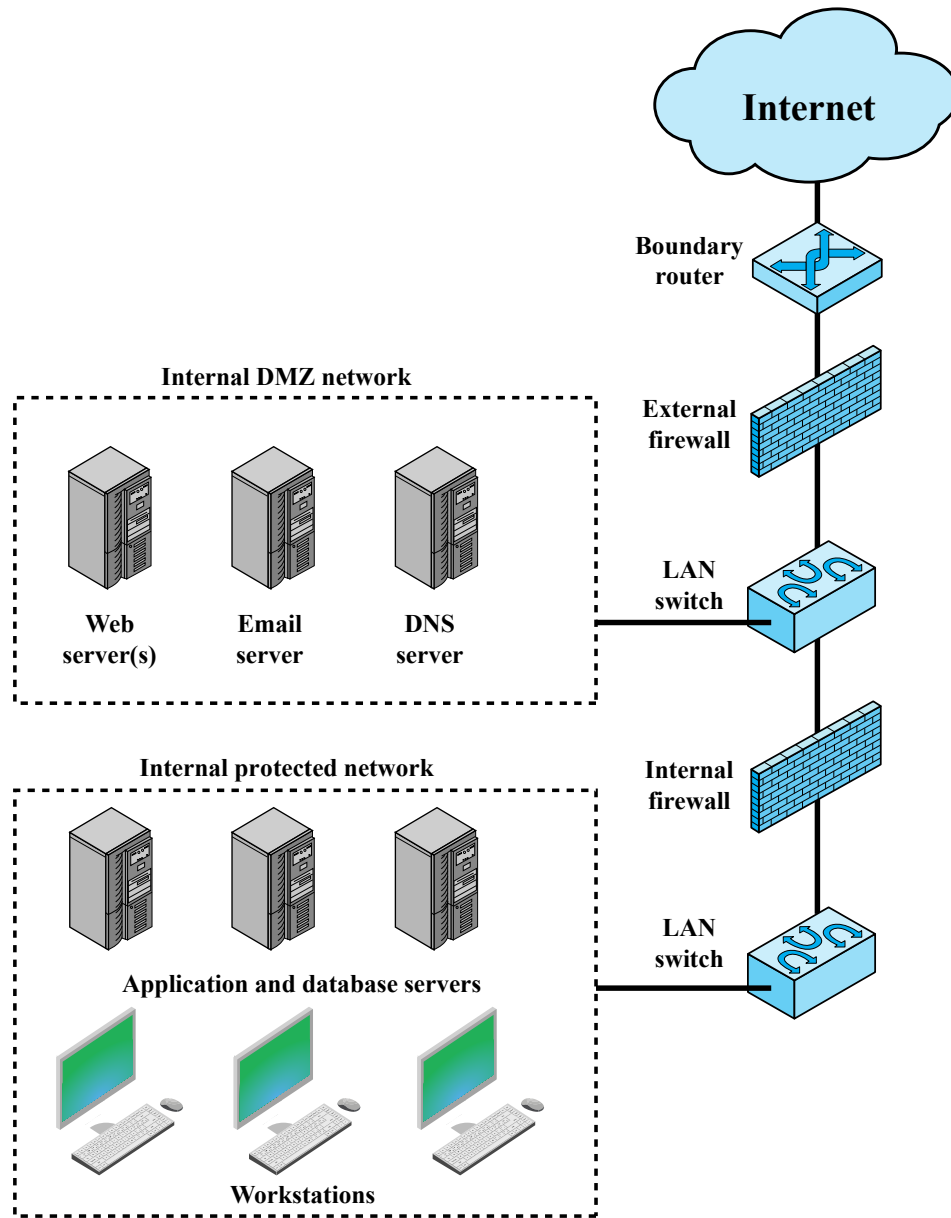 Internet
Boundary
router
Internal DMZ network
External
firewall
Web
server(s)
Email
server
DNS
server
LAN
switch
Internal protected network
Internal
firewall
Application and database servers
LAN
switch
Workstations